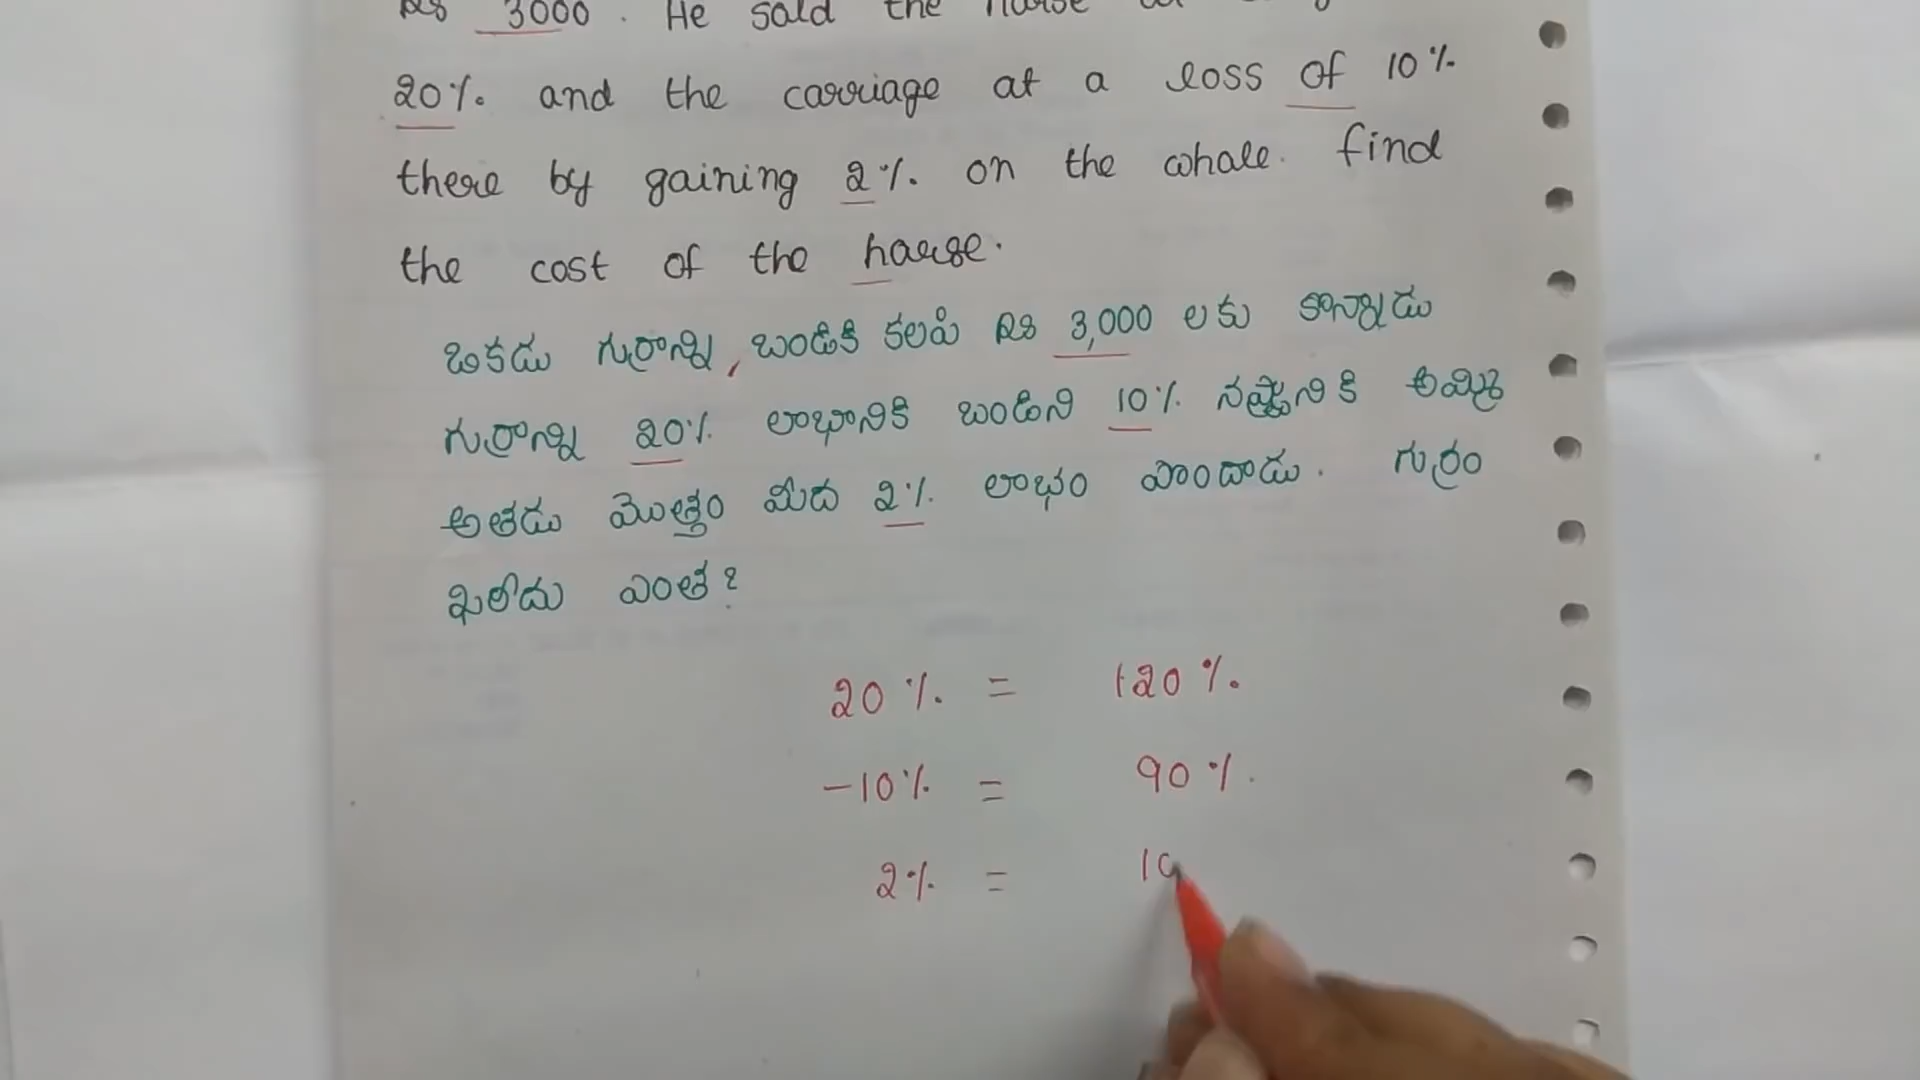 Rs 3000. He sold the
20% and the carriage at a loss of 10%
there by gaining 2% on the whole. find
the cost of the horse.
ఒకడు గుర్రాన్ని, బండికి కలిపి Rs 3,000 లకు కొన్నాడు
గుర్రాన్ని 20% లాభానికి బండిని 10% నష్టానికి అమ్మి
అతడు మొత్తం మీద 2% లాభం పొందాడు. గుర్రం
ఖరీదు ఎంత?
20% = 120%.
-10% = 90%.
2% = 10